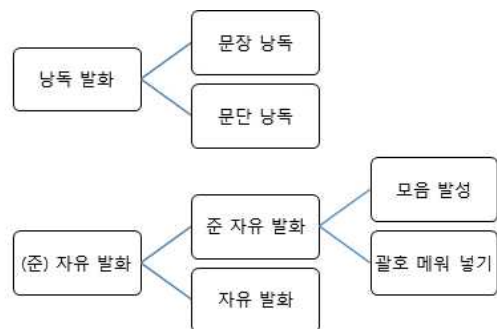 낭독 발화
문장 낭독
문단 낭독
(준) 자유 발화
준 자유 발화
자유 발화
모음 발성
괄호 메워 넣기